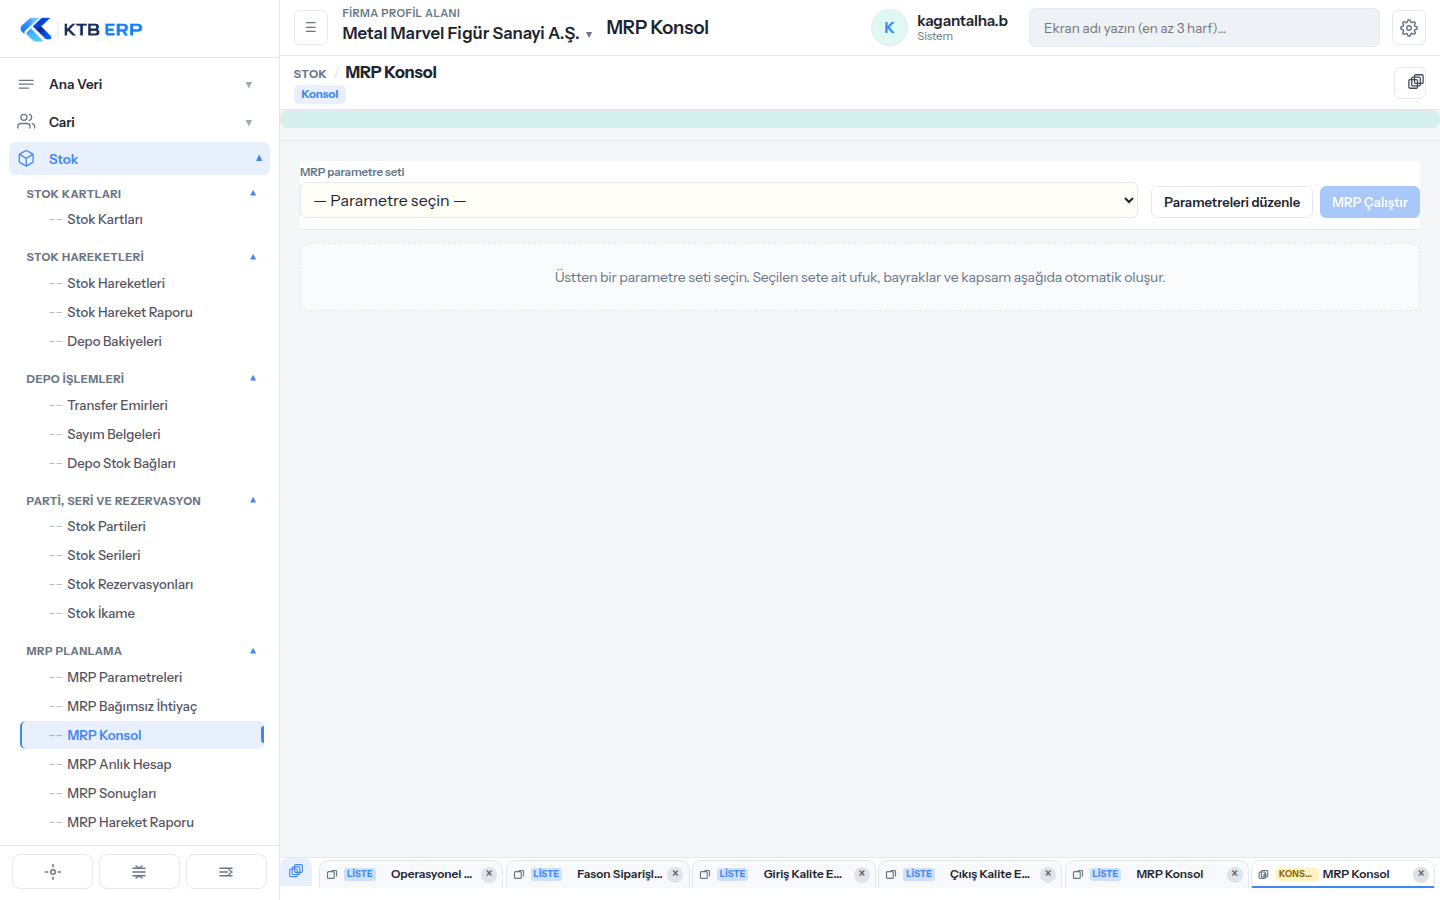 KTB ERP
Ana Veri
Cari
Stok
STOK KARTLARI
-- Stok Kartları
STOK HAREKETLERİ
-- Stok Hareketleri
-- Stok Hareket Raporu
-- Depo Bakiyeleri
DEPO İŞLEMLERİ
-- Transfer Emirleri
-- Sayım Belgeleri
-- Depo Stok Bağları
PARTİ, SERİ VE REZERVASYON
-- Stok Partileri
-- Stok Serileri
-- Stok Rezervasyonları
-- Stok İkame
MRP PLANLAMA
-- MRP Parametreleri
-- MRP Bağımsız İhtiyaç
-- MRP Konsol
-- MRP Anlık Hesap
-- MRP Sonuçları
-- MRP Hareket Raporu
FİRMA PROFİL ALANI
Metal Marvel Figür Sanayi A.Ş. MRP Konsol
K
kagantalha.b
Sistem
Ekran adı yazın (en az 3 harf)...
STOK / MRP Konsol
Konsol
MRP parametre seti
— Parametre seçin —
Parametreleri düzenle
MRP Çalıştır
Üstten bir parametre seti seçin. Seçilen sete ait ufuk, bayraklar ve kapsam aşağıda otomatik oluşur.
LİSTE Operasyonel ...
LİSTE Fason Siparişl...
LİSTE Giriş Kalite E...
LİSTE Çıkış Kalite E...
LİSTE MRP Konsol
KONS... MRP Konsol